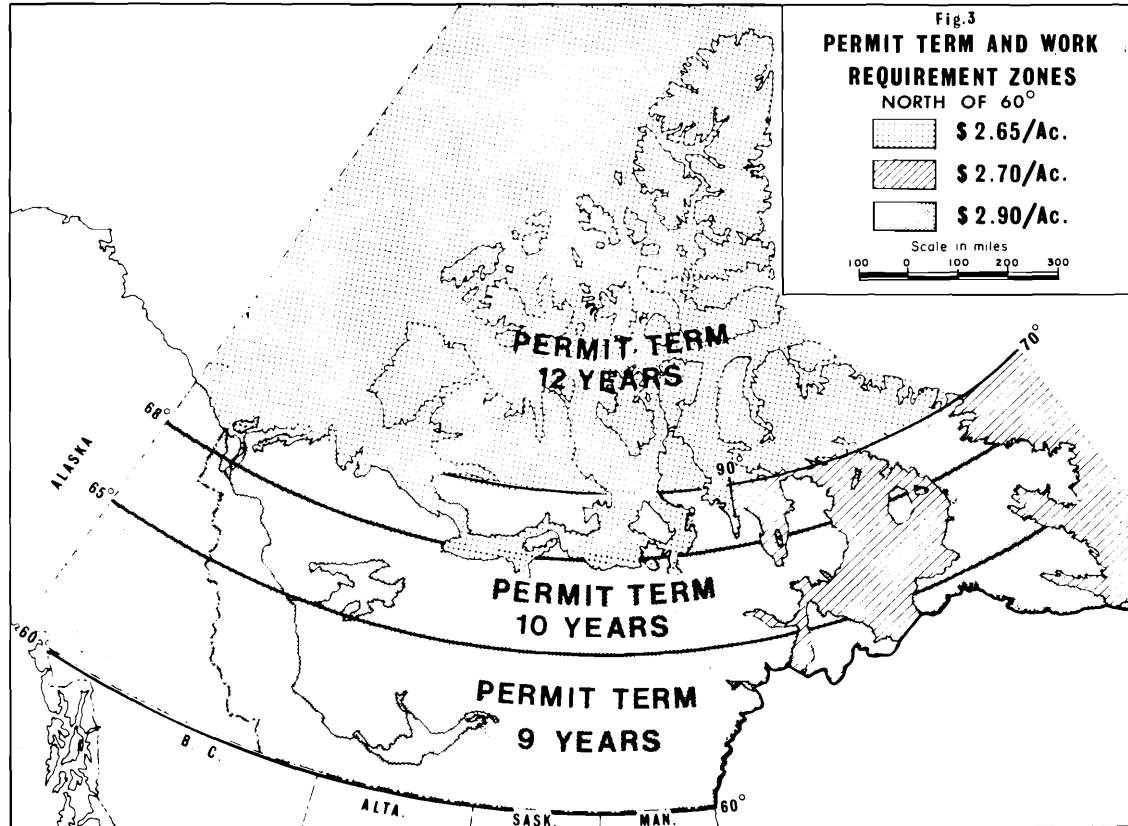 Fig.3
PERMIT TERM AND WORK
REQUIREMENT ZONES
NORTH OF 60°
$ 2.65/Ac.
$ 2.70/Ac.
$ 2.90/Ac.
Scale in miles
100 0 100 200 300
PERMIT TERM
12 YEARS
70°
68°
90°
ALASKA
65°
PERMIT TERM
10 YEARS
60°
PERMIT TERM
9 YEARS
B. C.
ALTA.
SASK.
MAN.
60°